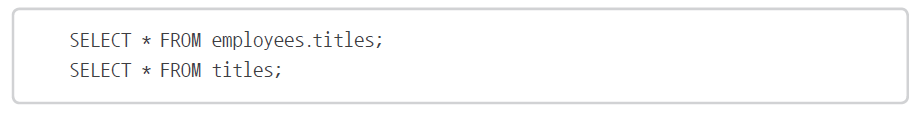 SELECT * FROM employees.titles;
SELECT * FROM titles;